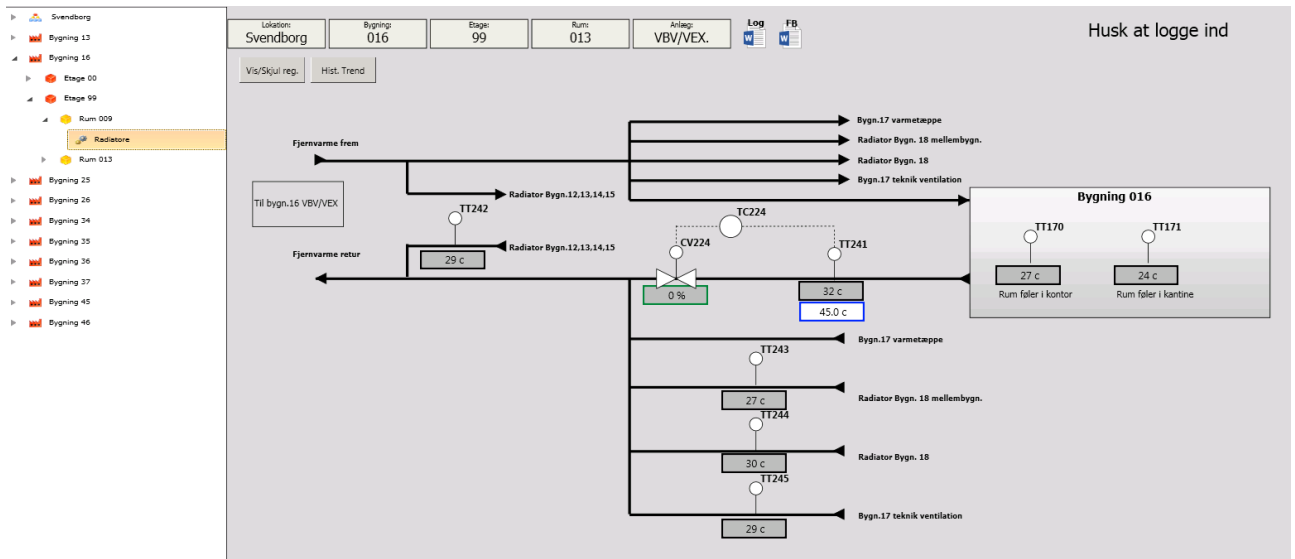 Svendborg
Bygning 13
Bygning 16
Etage 00
Etage 99
Rum 009
Radiatore
Rum 013
Bygning 25
Bygning 26
Bygning 34
Bygning 35
Bygning 36
Bygning 37
Bygning 45
Bygning 46
Lokation:
Svendborg
Bygning:
016
Etage:
99
Rum:
013
Anlæg:
VBV/VEX.
Log
FB
Husk at logge ind
Vis/Skjul reg.
Hist. Trend
Fjernvarme frem
Bygn.17 varmetæppe
Radiator Bygn. 18 mellembygn.
Radiator Bygn. 18
Bygn.17 teknik ventilation
Radiator Bygn.12,13,14,15
Til bygn.16 VBV/VEX
TT242
29 c
Radiator Bygn.12,13,14,15
Fjernvarme retur
TC224
CV224
0 %
TT241
32 c
45.0 c
Bygning 016
TT170
27 c
Rum føler i kontor
TT171
24 c
Rum føler i kantine
Bygn.17 varmetæppe
TT243
27 c
Radiator Bygn. 18 mellembygn.
TT244
30 c
Radiator Bygn. 18
TT245
29 c
Bygn.17 teknik ventilation